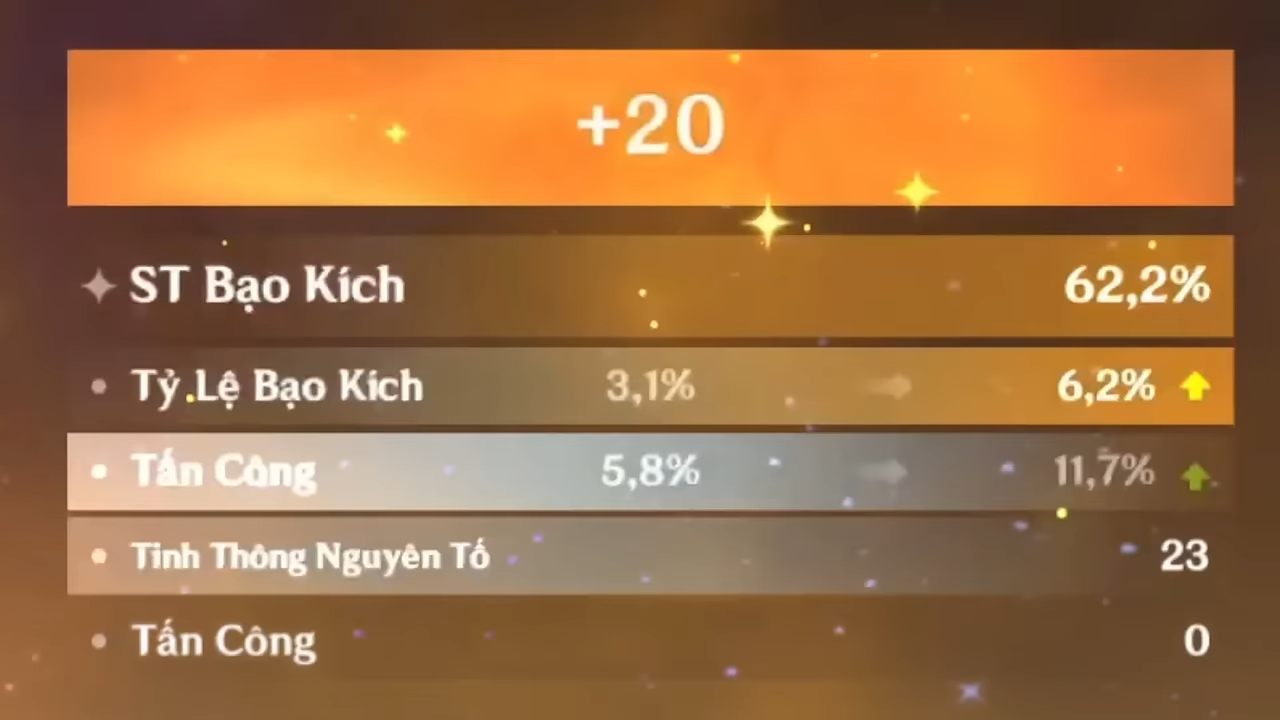 +20
ST Bạo Kích 62,2%
Tỷ Lệ Bạo Kích 3,1% 6,2%
Tấn Công 5,8% 11,7%
Tinh Thông Nguyên Tố 23
Tấn Công 0